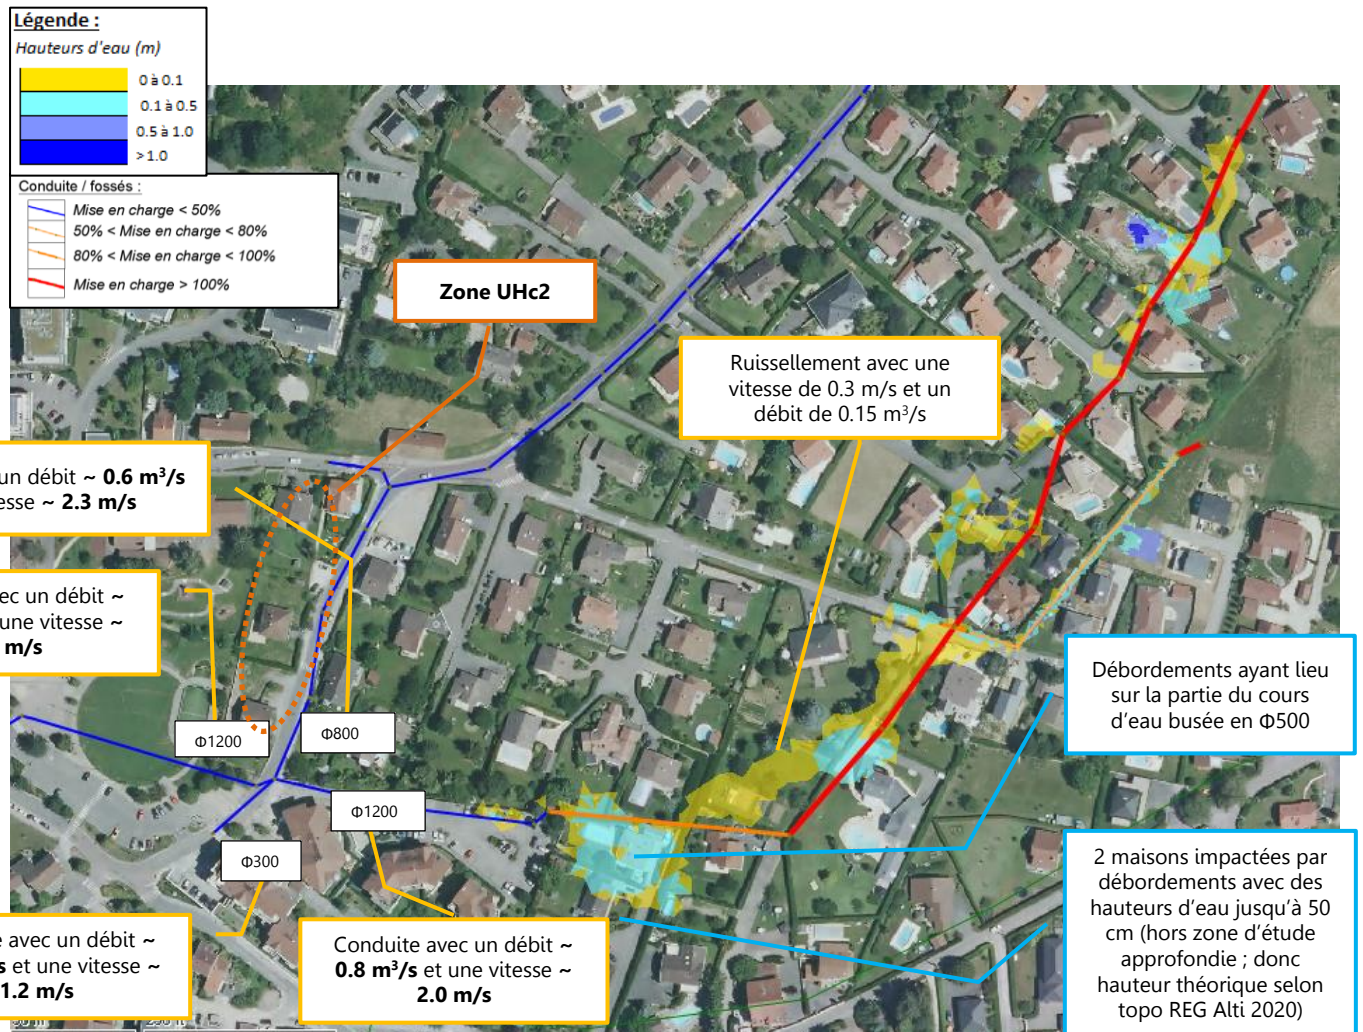 Légende :
Hauteurs d'eau (m)
0 à 0.1
0.1 à 0.5
0.5 à 1.0
>1.0
Conduite / fossés :
Mise en charge < 50%
50% < Mise en charge < 80%
80% < Mise en charge < 100%
Mise en charge > 100%
Zone UHc2
Ruissellement avec une
vitesse de 0.3 m/s et un
débit de 0.15 m³/s
un débit ~ 0.6 m³/s
esse ~ 2.3 m/s
ec un débit ~
une vitesse ~
m/s
Φ1200
Φ800
Φ1200
Φ300
Débordements ayant lieu
sur la partie du cours
d'eau busée en Φ500
2 maisons impactées par
débordements avec des
hauteurs d'eau jusqu'à 50
cm (hors zone d'étude
approfondie ; donc
hauteur théorique selon
topo REG Alti 2020)
e avec un débit ~
s et une vitesse ~
1.2 m/s
Conduite avec un débit ~
0.8 m³/s et une vitesse ~
2.0 m/s